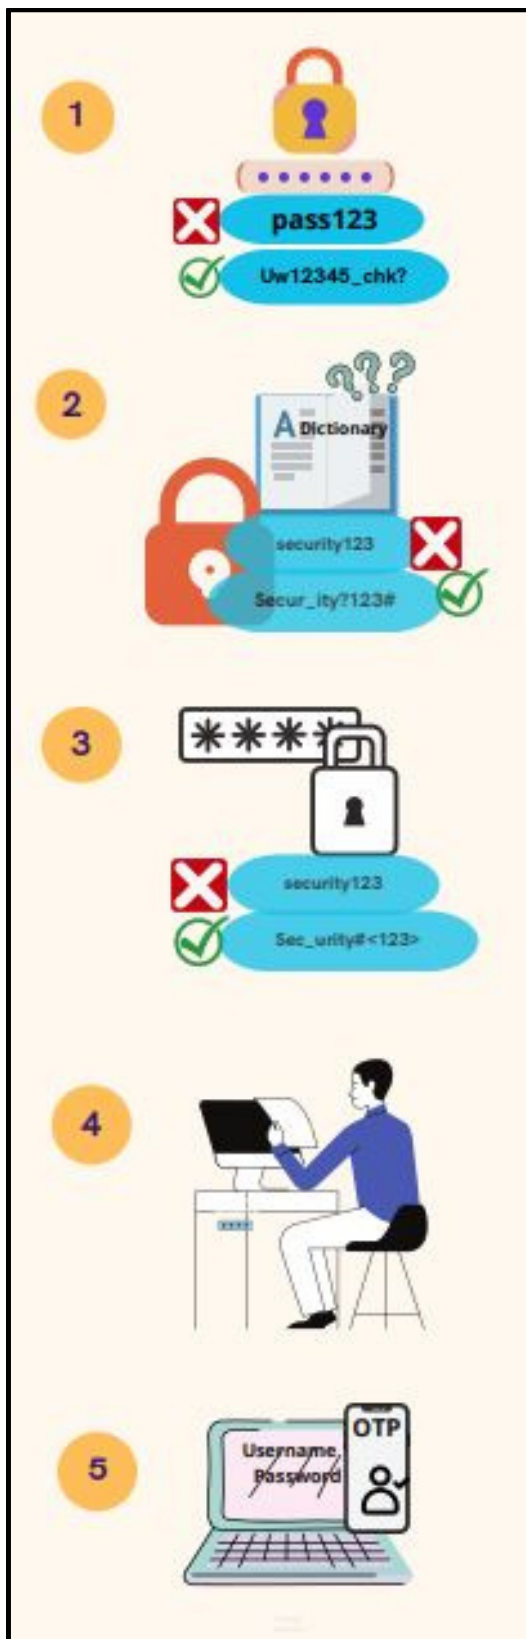 1
pass123
Uw12345_chk?
2
???
A Dictionary
security123
Secur_ity?123#
3
****
security123
Sec_urity#<123>
4
5
OTP
Username,
Password